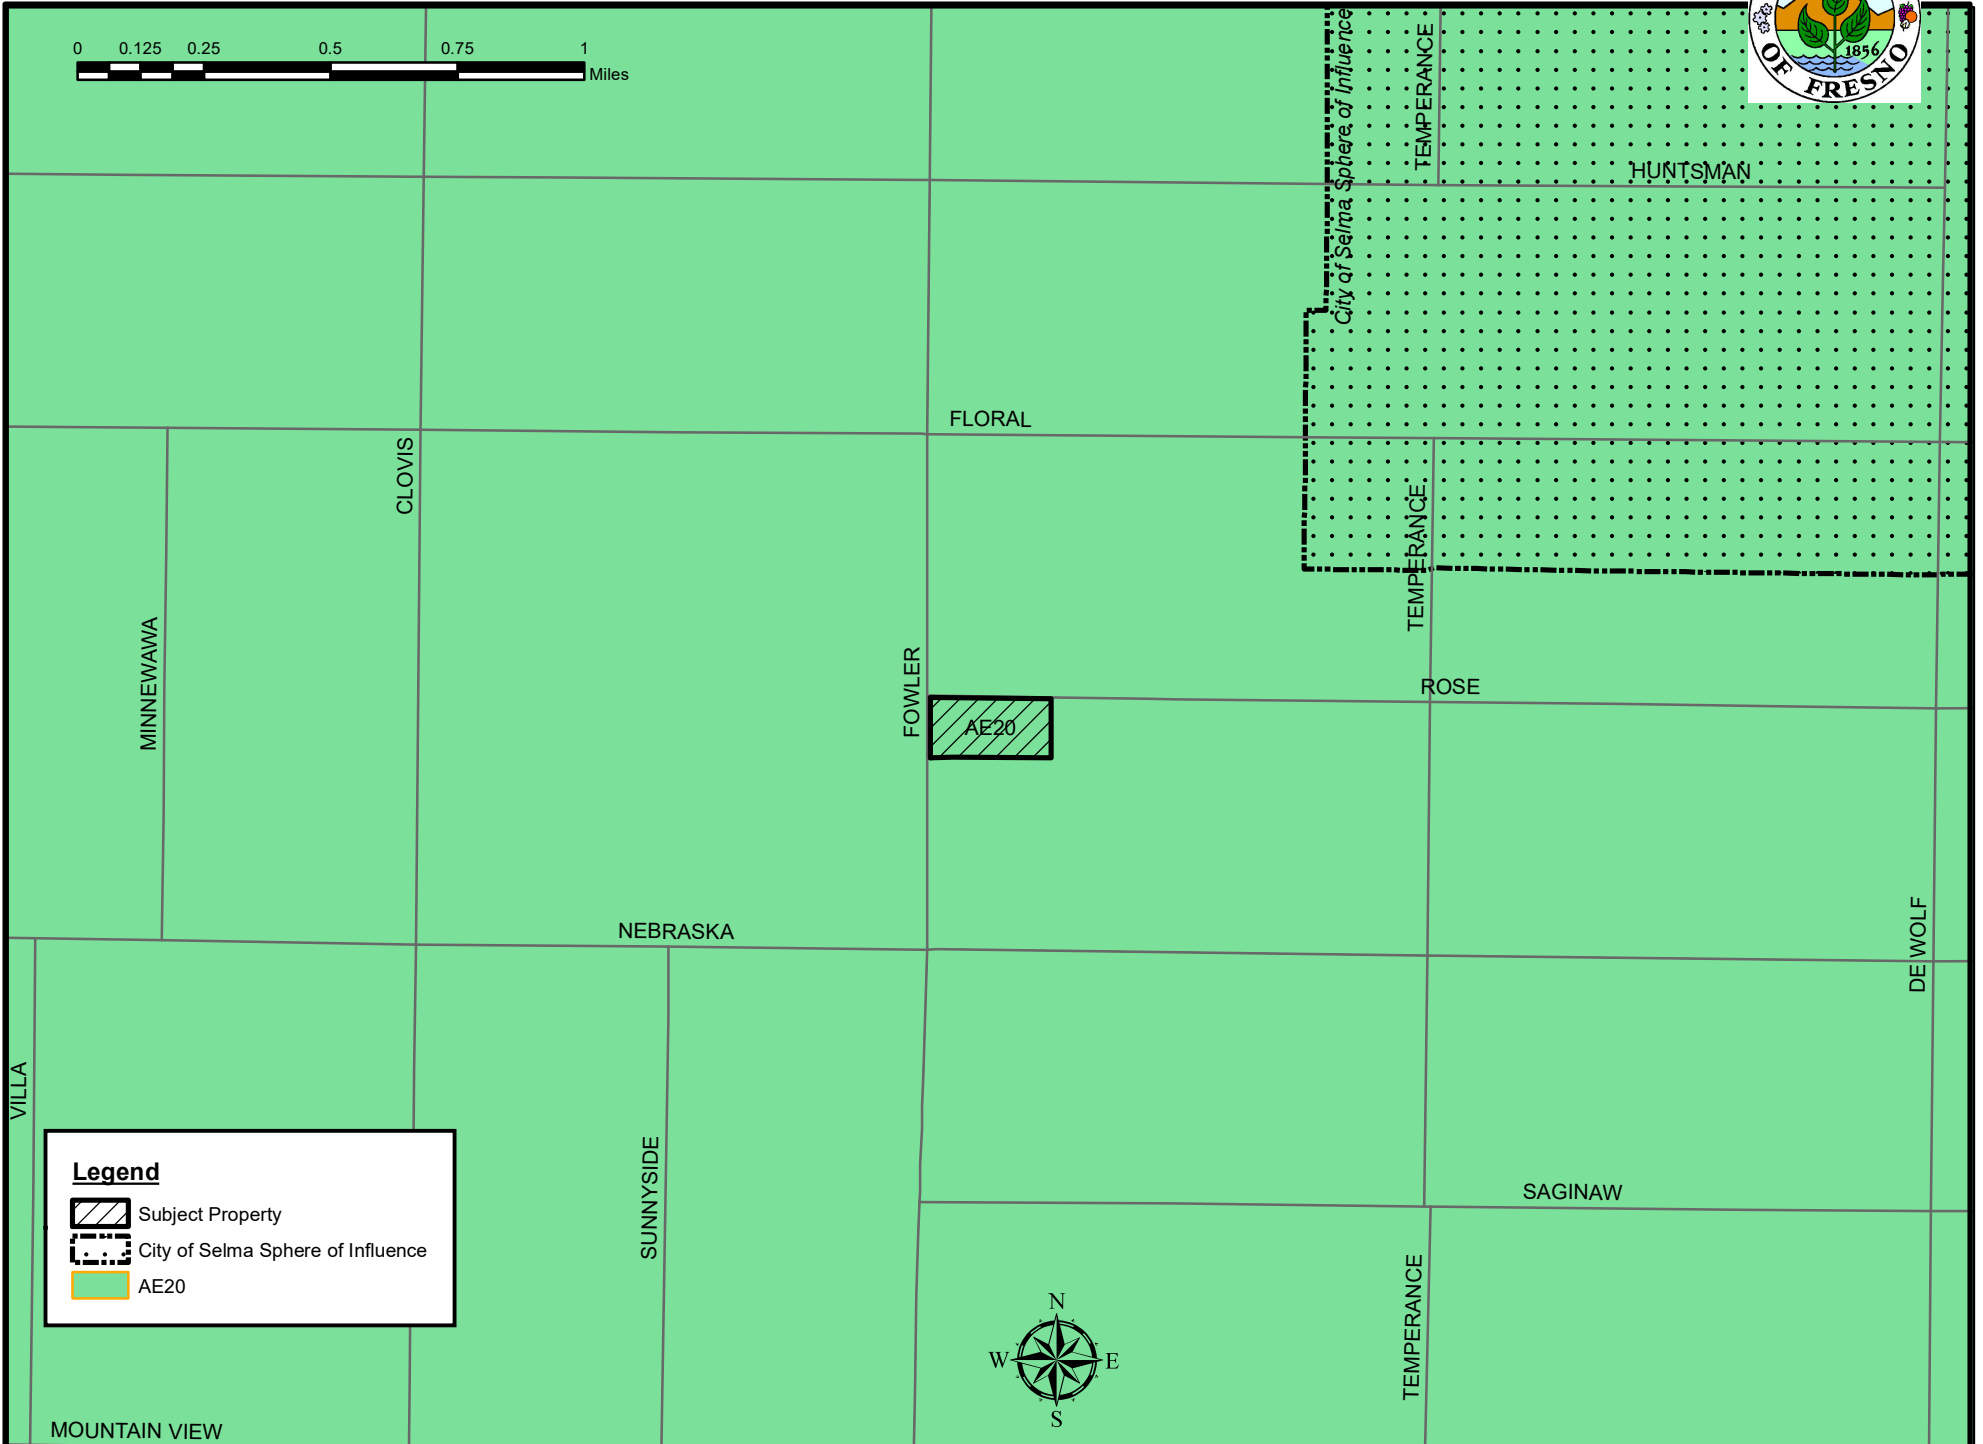 0 0.125 0.25 0.5 0.75 1
Miles
1856
OF FRESNO
City of Selma Sphere of Influence
TEMPERANCE
HUNTSMAN
FLORAL
CLOVIS
TEMPERANCE
MINNEWAWA
FOWLER
ROSE
AE20
NEBRASKA
DE WOLF
VILLA
SUNNYSIDE
SAGINAW
TEMPERANCE
Legend
Subject Property
City of Selma Sphere of Influence
AE20
N
W E
S
MOUNTAIN VIEW